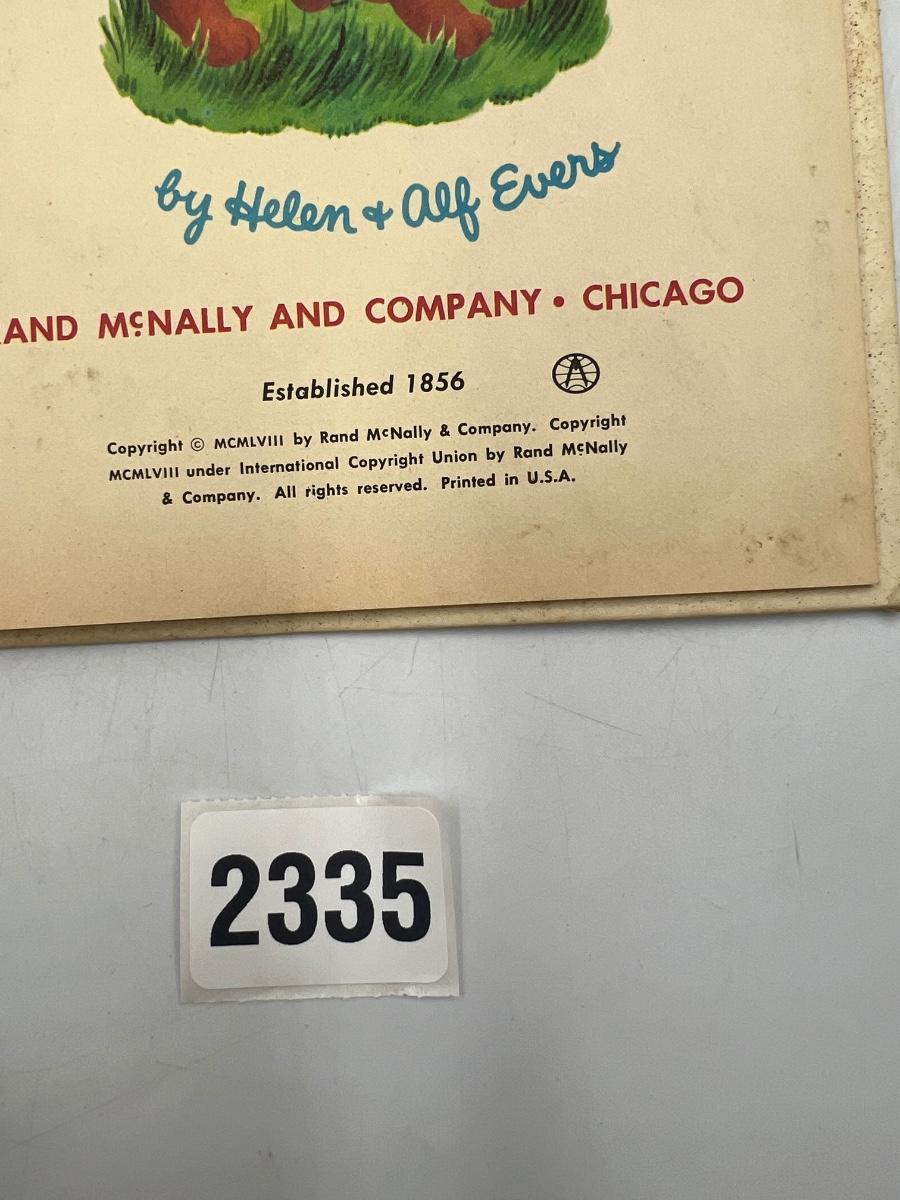 by Helen & Alf Evers
RAND McNALLY AND COMPANY • CHICAGO
Established 1856
Copyright © MCMLVIII by Rand McNally & Company. Copyright
MCMLVIII under International Copyright Union by Rand McNally
& Company. All rights reserved. Printed in U.S.A.
2335